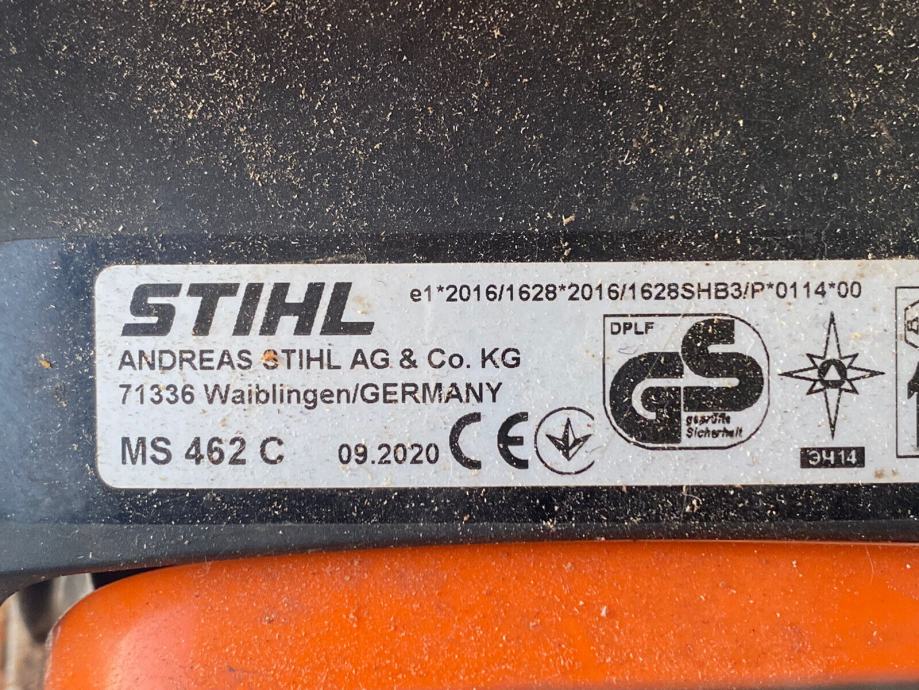 STIHL
e1*2016/1628*2016/1628SHB3/P*0114*00
ANDREAS STIHL AG & Co. KG
71336 Waiblingen/GERMANY
MS 462 C
09.2020
CE
DPLF
GS
geprüfte
Sicherheit
ЭЧ14